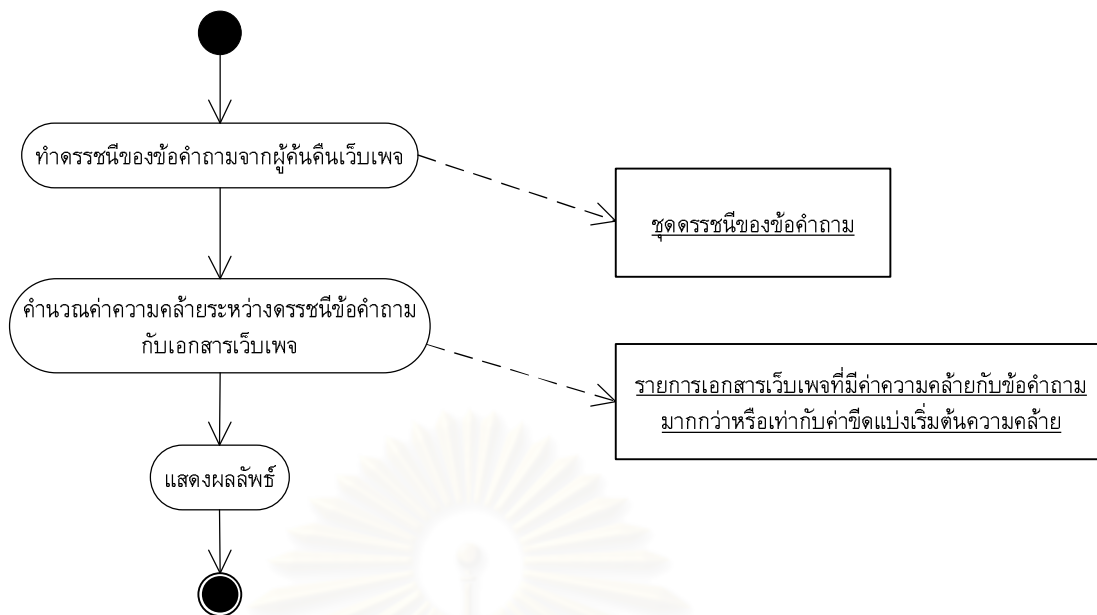 ทำดรรชนีของข้อคำถามจากผู้ค้นคืนเว็บเพจ
ชุดดรรชนีของข้อคำถาม
คำนวณค่าความคล้ายระหว่างดรรชนีข้อคำถาม
กับเอกสารเว็บเพจ
รายการเอกสารเว็บเพจที่มีค่าความคล้ายกับข้อคำถาม
มากกว่าหรือเท่ากับค่าขีดแบ่งเริ่มต้นความคล้าย
แสดงผลลัพธ์